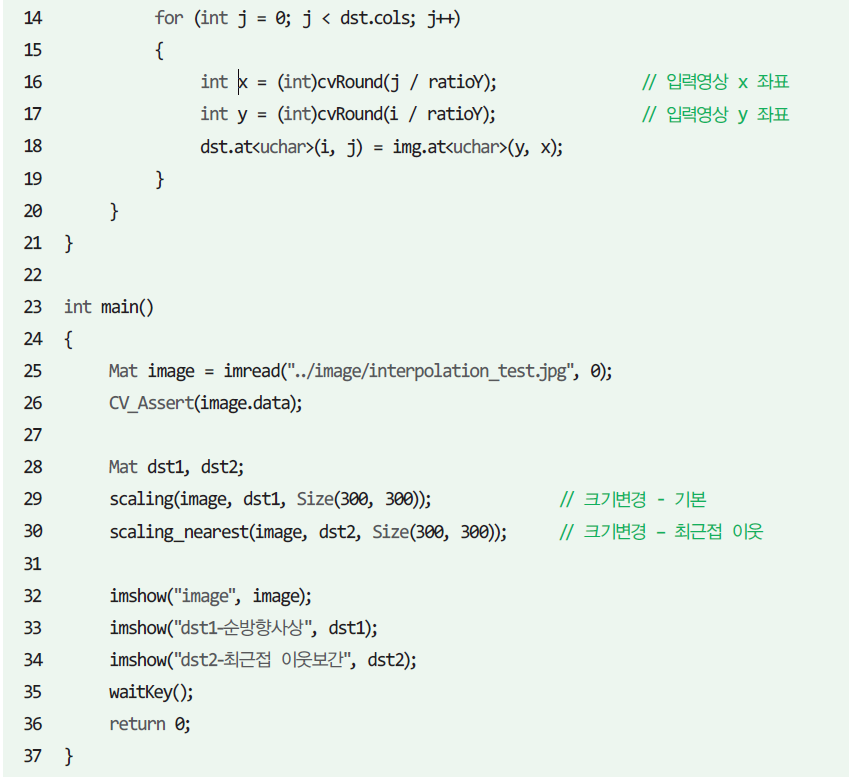 14 for (int j = 0; j < dst.cols; j++)
15 {
16 int x = (int)cvRound(j / ratioY); // 입력영상 x 좌표
17 int y = (int)cvRound(i / ratioY); // 입력영상 y 좌표
18 dst.at<uchar>(i, j) = img.at<uchar>(y, x);
19 }
20 }
21 }
22
23 int main()
24 {
25 Mat image = imread("../image/interpolation_test.jpg", 0);
26 CV_Assert(image.data);
27
28 Mat dst1, dst2;
29 scaling(image, dst1, Size(300, 300)); // 크기변경 - 기본
30 scaling_nearest(image, dst2, Size(300, 300)); // 크기변경 – 최근접 이웃
31
32 imshow("image", image);
33 imshow("dst1-순방향사상", dst1);
34 imshow("dst2-최근접 이웃보간", dst2);
35 waitKey();
36 return 0;
37 }